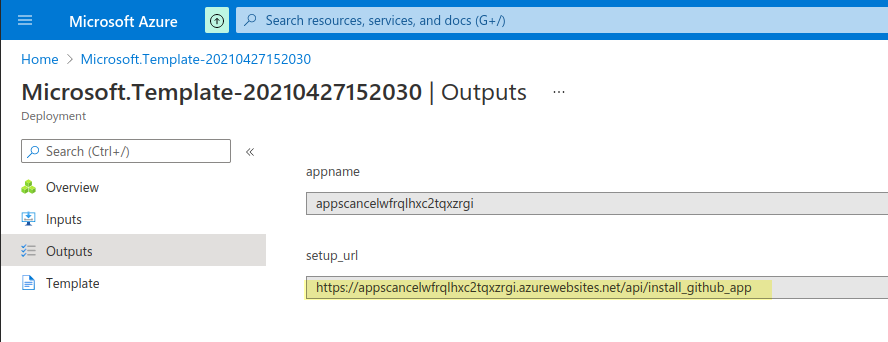 Microsoft Azure
Search resources, services, and docs (G+/)
Home > Microsoft.Template-20210427152030
Microsoft.Template-20210427152030 | Outputs ...
Deployment
Search (Ctrl+/)
«
Overview
Inputs
Outputs
Template
appname
appscancelwfrqlhxc2tqxzrgi
setup_url
https://appscancelwfrqlhxc2tqxzrgi.azurewebsites.net/api/install_github_app